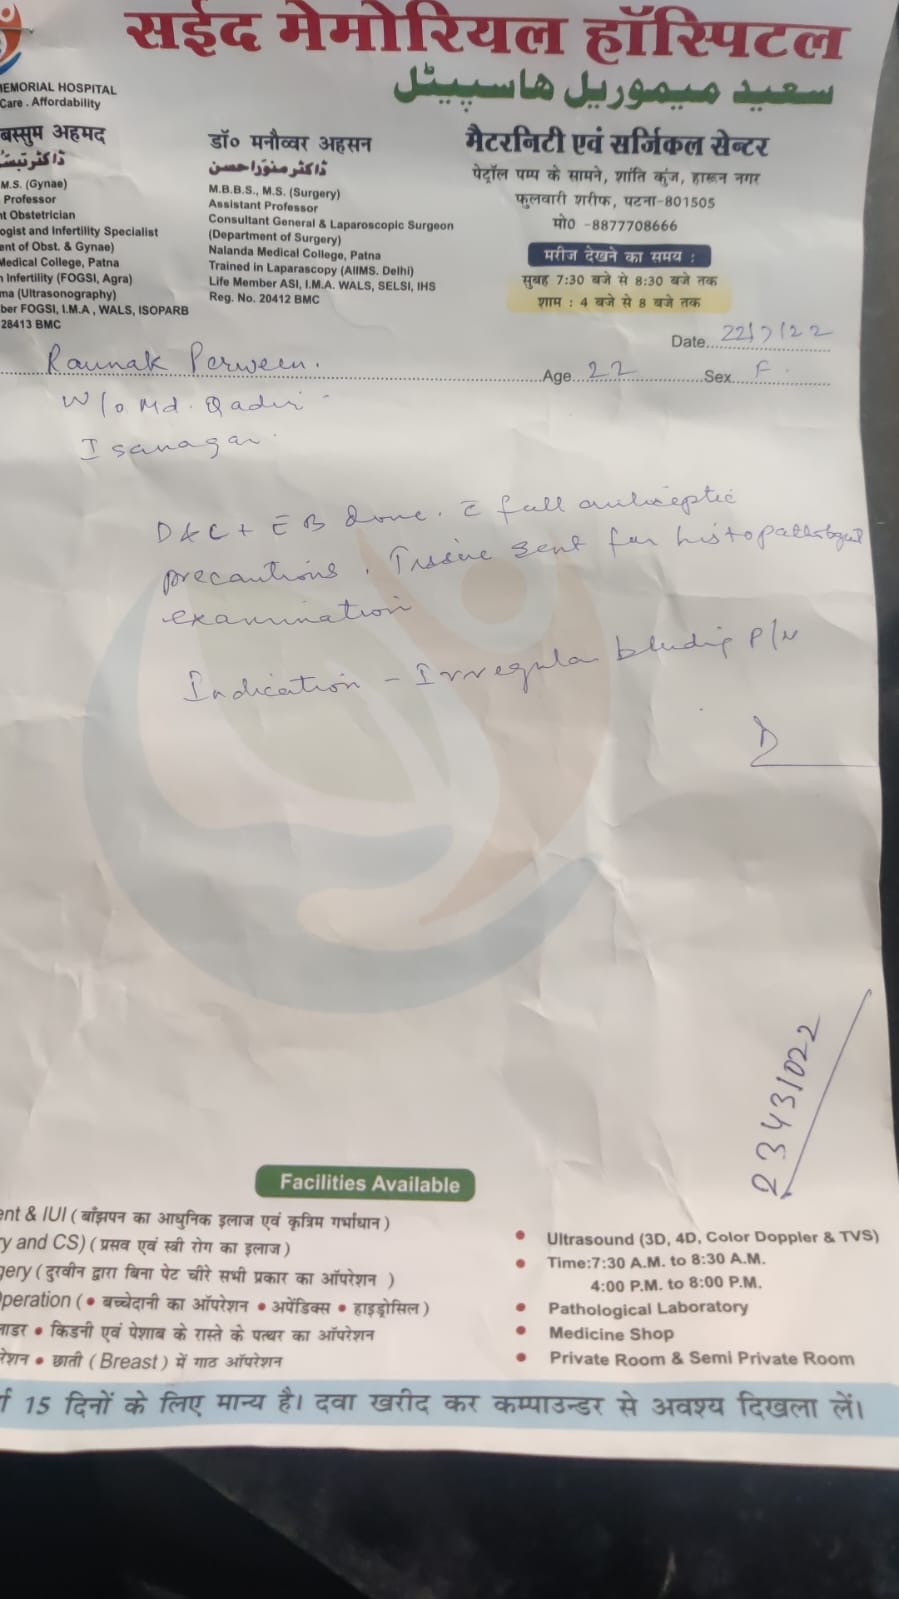 सईद मेमोरियल हॉस्पिटल
سعید میموریل هاسپیٹل
EMORIAL HOSPITAL
Care . Affordability
बस्सुम अहमद
M.S. (Gynae)
Professor
nt Obstetrician
ogist and Infertility Specialist
ent of Obst. & Gynae)
Medical College, Patna
n Infertility (FOGSI, Agra)
ma (Ultrasonography)
ber FOGSI, I.M.A , WALS, ISOPARB
28413 BMC
डॉ० मनौव्वर अहसन
ڈاکٹر منوّراحسن
M.B.B.S., M.S. (Surgery)
Assistant Professor
Consultant General & Laparoscopic Surgeon
(Department of Surgery)
Nalanda Medical College, Patna
Trained in Laparascopy (AIIMS. Delhi)
Life Member ASI, I.M.A. WALS, SELSI, IHS
Reg. No. 20412 BMC
मैटरनिटी एवं सर्जिकल सेन्टर
पेट्रॉल पम्प के सामने, शांति कुंज, हारून नगर
फुलवारी शरीफ, पटना-801505
मो० -8877708666
मरीज देखने का समय :
सुबह 7:30 बजे से 8:30 बजे तक
शाम : 4 बजे से 8 बजे तक
Date...22/7/22
Raunak Perween. Age..22 Sex..F.
W/o Md. Qadir
Isanagar.
D&C + EB done. c̄ full antiseptic
precautions. Tissue sent for histopathological
examination
Indication - Irregular bleeding P/V
23431022
Facilities Available
ent & IUI ( बाँझपन का आधुनिक इलाज एवं कृत्रिम गर्भाधान )
y and CS) ( प्रसव एवं स्त्री रोग का इलाज )
gery ( दुरवीन द्वारा बिना पेट चीरे सभी प्रकार का ऑपरेशन )
Operation ( • बच्चेदानी का ऑपरेशन • अपेंडिक्स • हाइड्रोसिल )
लाडर • किडनी एवं पेशाब के रास्ते के पत्थर का ऑपरेशन
रेशन • छाती ( Breast ) में गाठ ऑपरेशन
• Ultrasound (3D, 4D, Color Doppler & TVS)
• Time:7:30 A.M. to 8:30 A.M.
4:00 P.M. to 8:00 P.M.
• Pathological Laboratory
• Medicine Shop
• Private Room & Semi Private Room
र्चा 15 दिनों के लिए मान्य है। दवा खरीद कर कम्पाउन्डर से अवश्य दिखला लें।